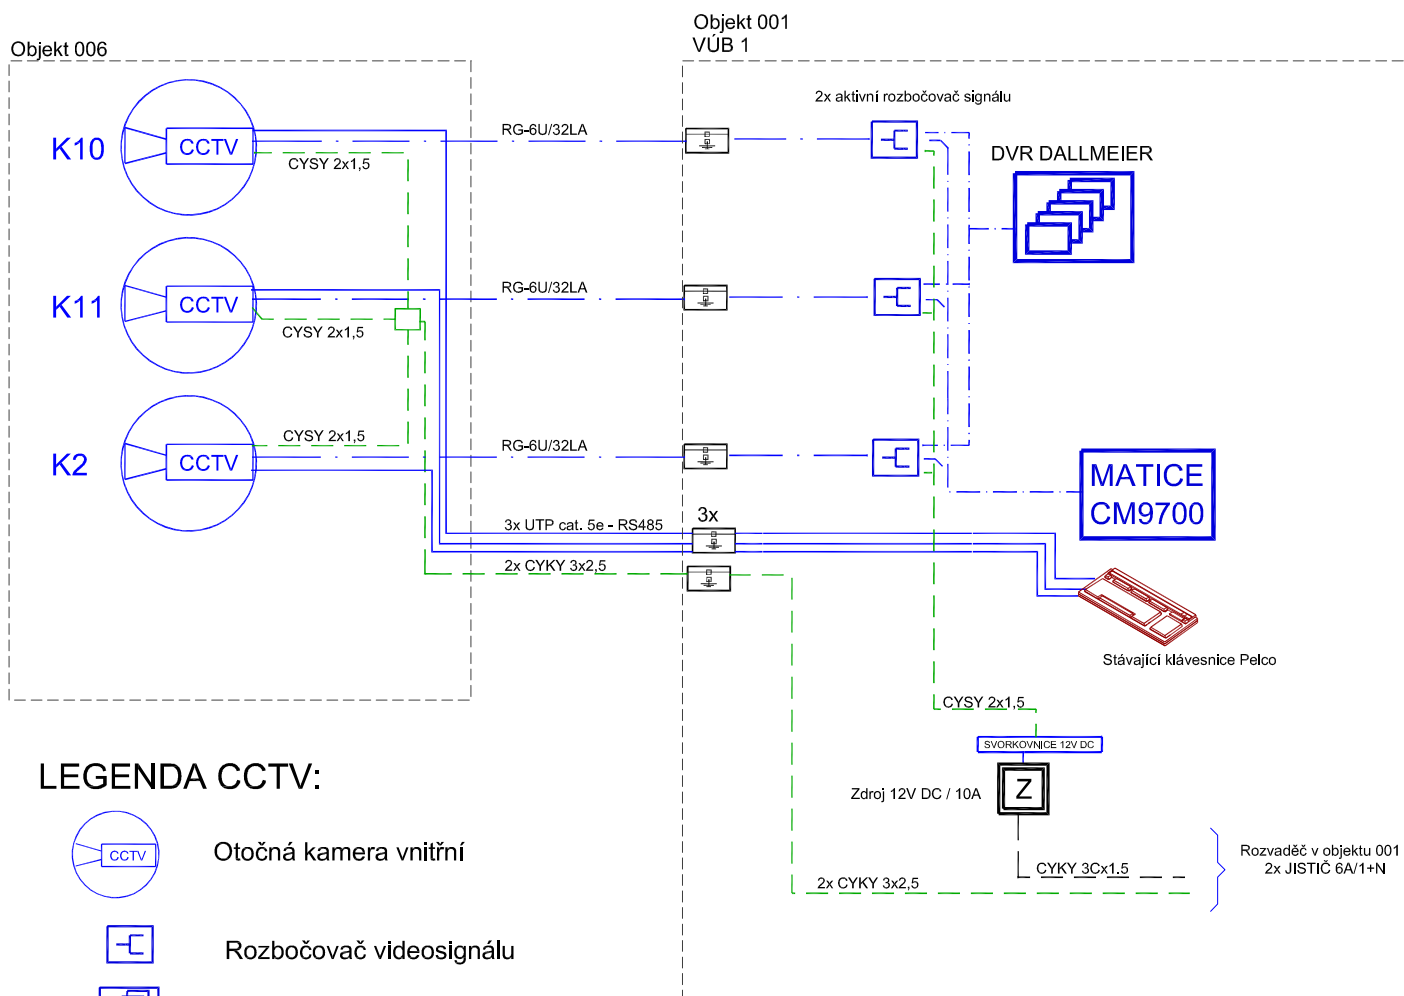 Objekt 006
Objekt 001
VÚB 1
2x aktivní rozbočovač signálu
K10
CCTV
CYSY 2x1,5
RG-6U/32LA
DVR DALLMEIER
K11
CCTV
CYSY 2x1,5
RG-6U/32LA
K2
CCTV
CYSY 2x1,5
RG-6U/32LA
MATICE
CM9700
3x UTP cat. 5e - RS485
3x
2x CYKY 3x2,5
Stávající klávesnice Pelco
CYSY 2x1,5
SVORKOVNICE 12V DC
Zdroj 12V DC / 10A
Z
CYKY 3Cx1.5
2x CYKY 3x2,5
Rozvaděč v objektu 001
2x JISTIČ 6A/1+N
LEGENDA CCTV:
CCTV
Otočná kamera vnitřní
Rozbočovač videosignálu